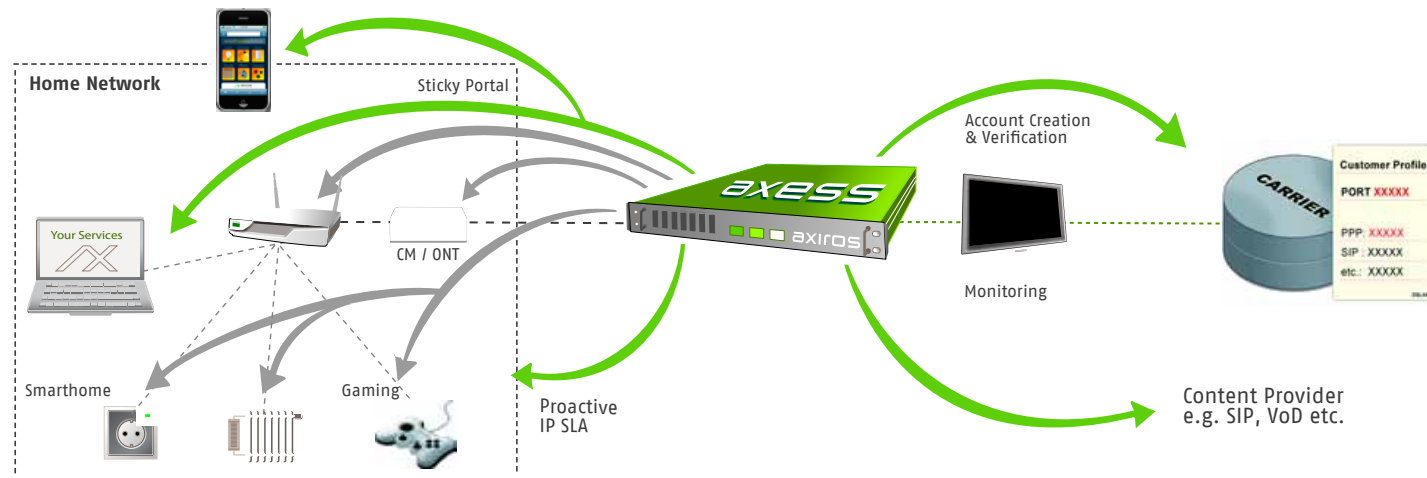 Home Network
Sticky Portal
Account Creation
& Verification
Customer Profile
PORT XXXXX
CARRIER
axess
axiros
PPP: XXXXX
SIP : XXXXX
etc.: XXXXX
Your Services
CM / ONT
Monitoring
Smarthome
Gaming
Proactive
IP SLA
Content Provider
e.g. SIP, VoD etc.